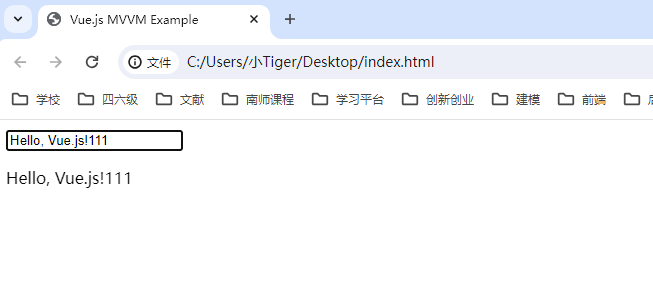 Vue.js MVVM Example
文件 C:/Users/小Tiger/Desktop/index.html
学校 四六级 文献 南师课程 学习平台 创新创业 建模 前端
Hello, Vue.js!111
Hello, Vue.js!111